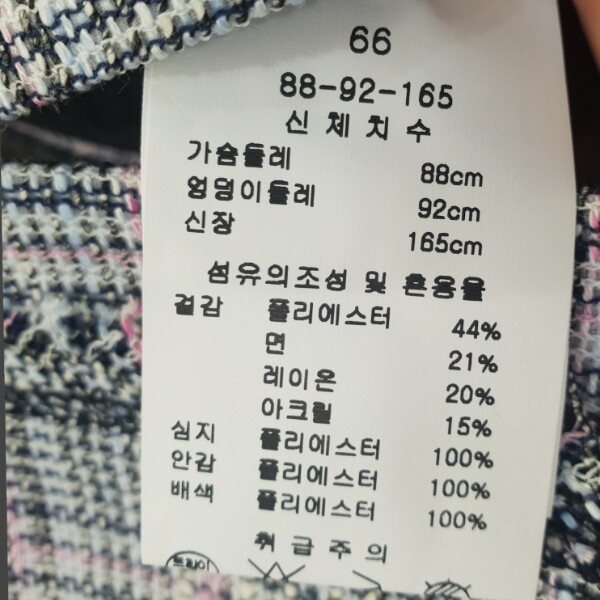 66
88-92-165
신체치수
가슴둘레 88cm
엉덩이둘레 92cm
신장 165cm
섬유의조성 및 혼용율
겉감 폴리에스터 44%
면 21%
레이온 20%
아크릴 15%
심지 폴리에스터 100%
안감 폴리에스터 100%
배색 폴리에스터 100%
취급주의
드라이